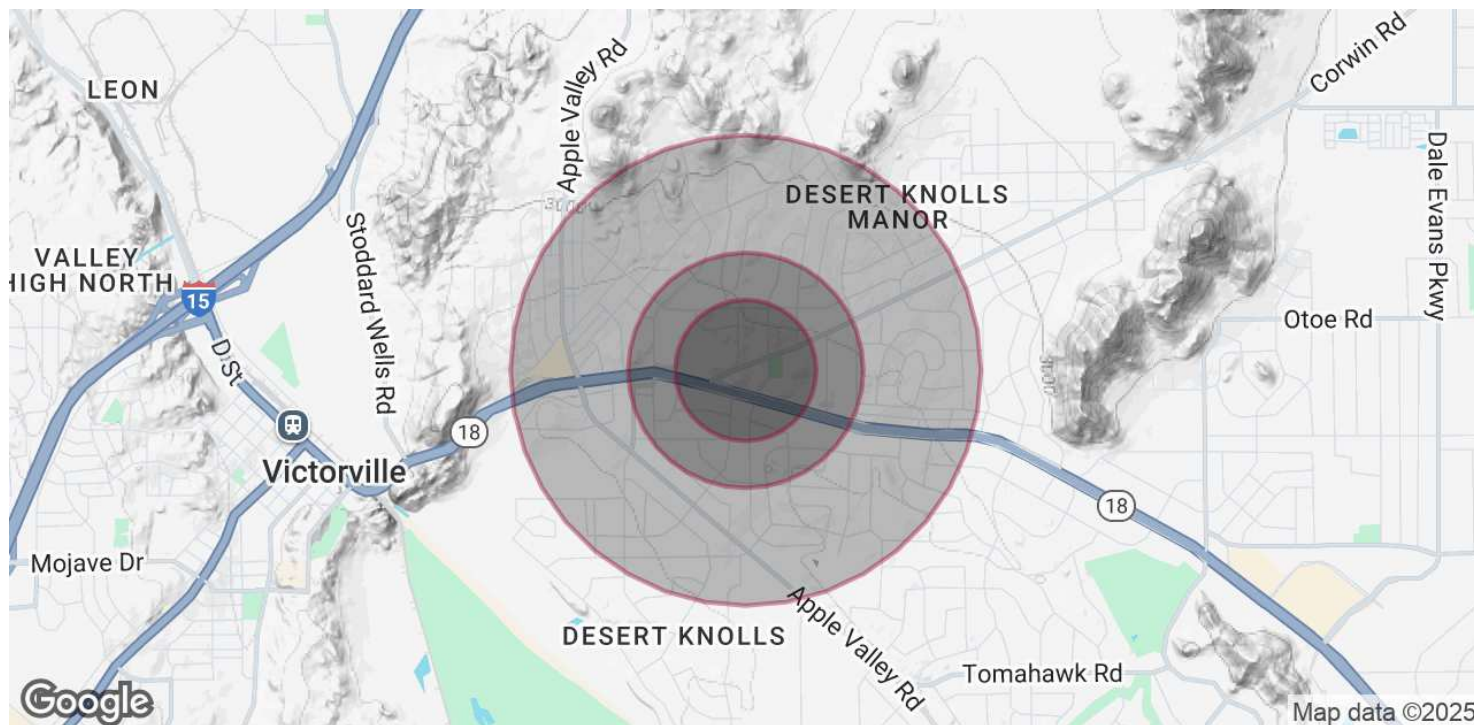 LEON
Apple Valley Rd
Corwin Rd
Dale Evans Pkwy
Stoddard Wells Rd
3000
DESERT KNOLLS
MANOR
VALLEY
HIGH NORTH
15
D St
Otoe Rd
3000
18
Victorville
18
Mojave Dr
Apple Valley Rd
DESERT KNOLLS
Tomahawk Rd
Google
Map data ©2025